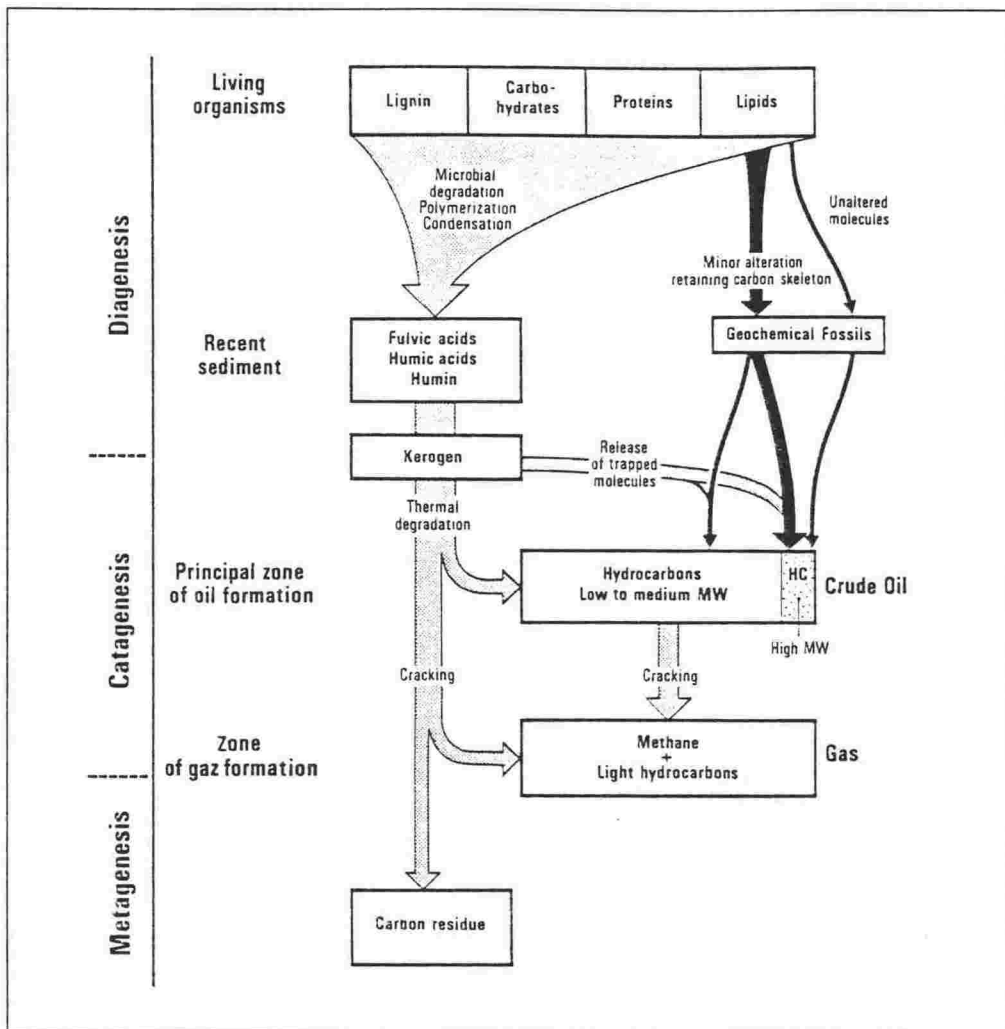 Living
organisms
Lignin
Carbo-
hydrates
Proteins
Lipids
Microbial
degradation
Polymerization
Condensation
Unaltered
molecules
Minor alteration
retaining carbon skeleton
Diagenesis
Recent
sediment
Fulvic acids
Humic acids
Humin
Geochemical Fossils
Kerogen
Release
of trapped
molecules
Thermal
degradation
Catagenesis
Principal zone
of oil formation
Hydrocarbons
Low to medium MW
HC
Crude Oil
High MW
Cracking
Cracking
Zone
of gaz formation
Methane
+
Light hydrocarbons
Gas
Metagenesis
Carbon residue